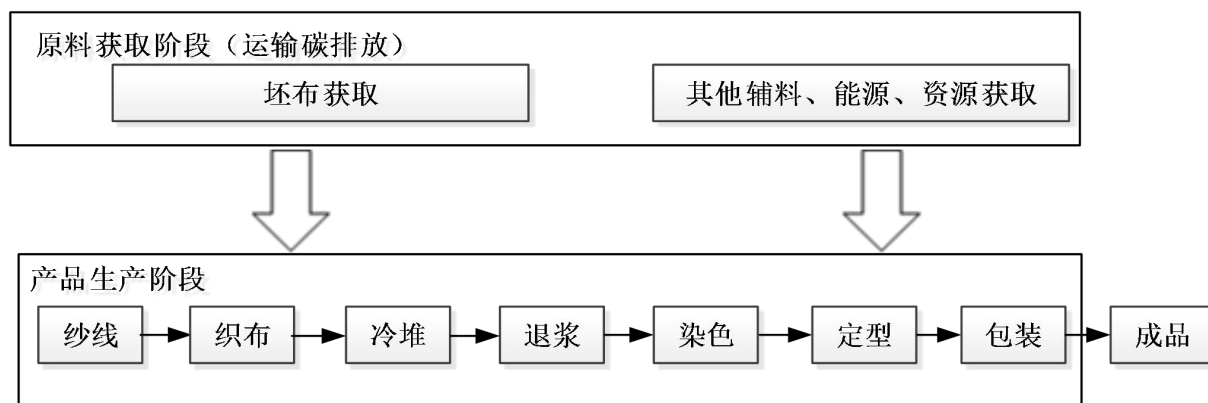 原料获取阶段（运输碳排放）
坯布获取
其他辅料、能源、资源获取
产品生产阶段
纱线
织布
冷堆
退浆
染色
定型
包装
成品